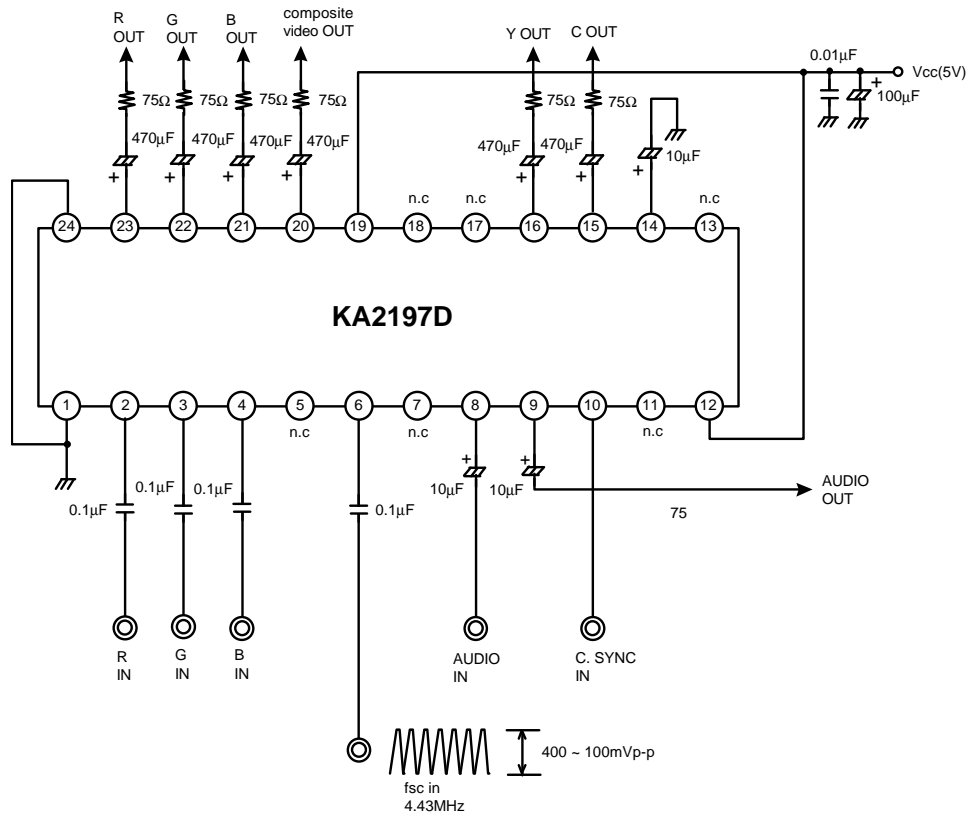 R
OUT
G
OUT
B
OUT
composite
video OUT
Y OUT
C OUT
0.01µF
Vcc(5V)
+
100µF
75Ω
75Ω
75Ω
75Ω
75Ω
75Ω
470µF
470µF
470µF
470µF
470µF
470µF
10µF
+
+
+
+
+
+
+
n.c
n.c
n.c
24
23
22
21
20
19
18
17
16
15
14
13
KA2197D
1
2
3
4
5
6
7
8
9
10
11
12
n.c
n.c
n.c
+
+
0.1µF
0.1µF
0.1µF
0.1µF
10µF
10µF
75
AUDIO
OUT
R
IN
G
IN
B
IN
AUDIO
IN
C. SYNC
IN
400 ~ 100mVp-p
fsc in
4.43MHz